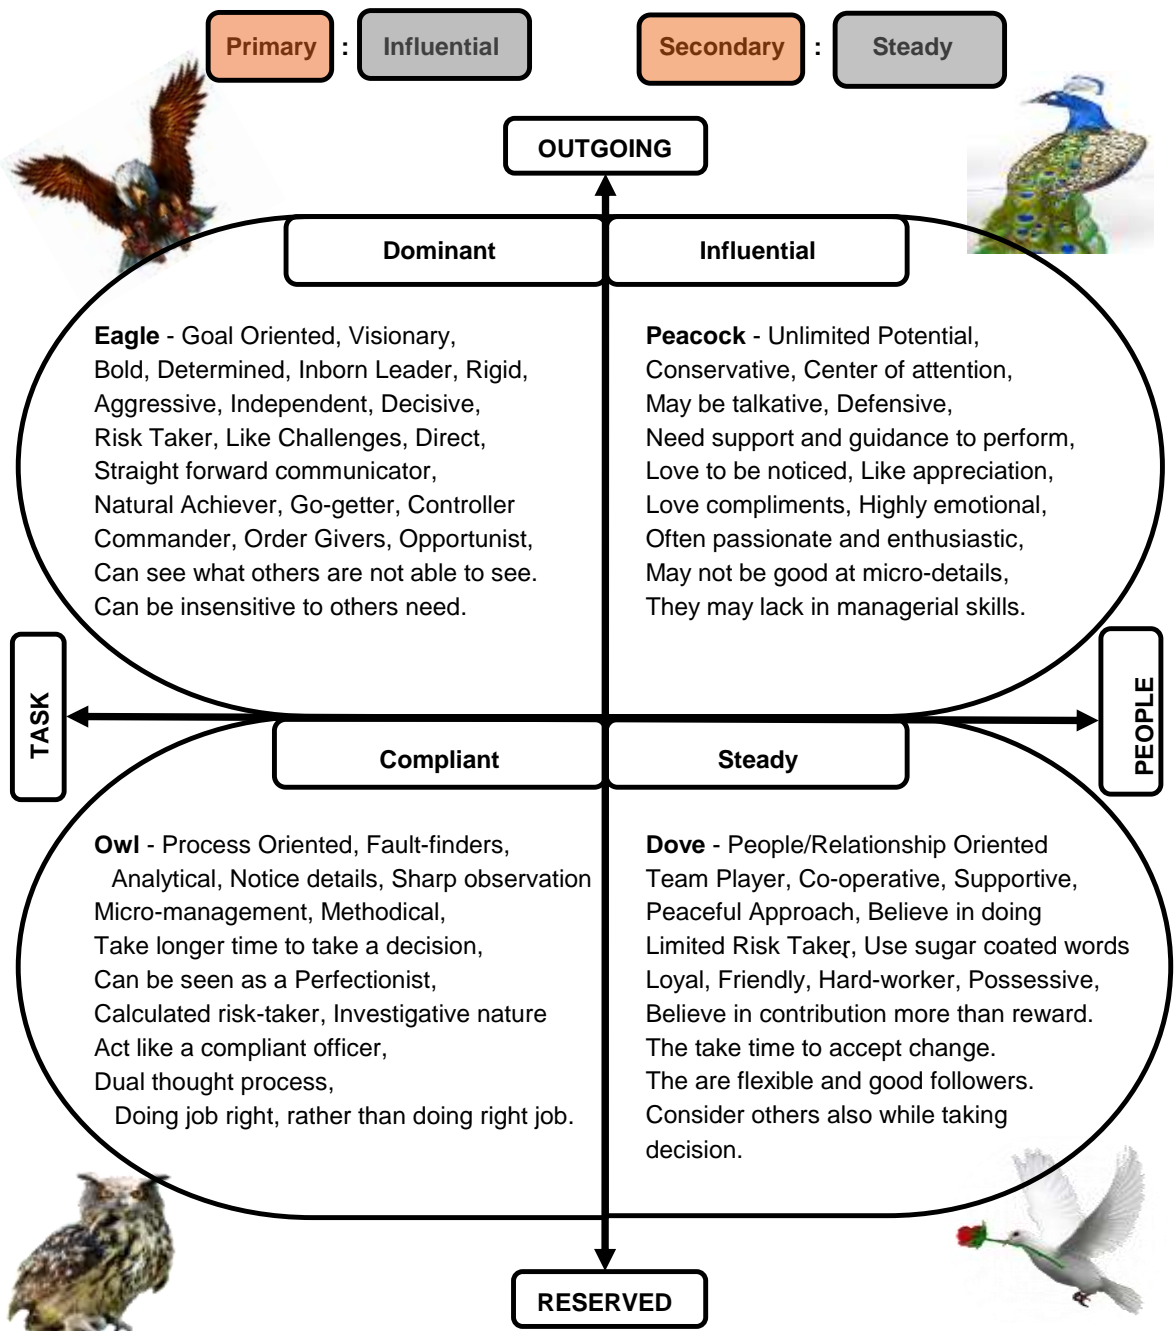 Primary : Influential
Secondary : Steady
OUTGOING
Dominant
Influential
Eagle - Goal Oriented, Visionary,
Bold, Determined, Inborn Leader, Rigid,
Aggressive, Independent, Decisive,
Risk Taker, Like Challenges, Direct,
Straight forward communicator,
Natural Achiever, Go-getter, Controller
Commander, Order Givers, Opportunist,
Can see what others are not able to see.
Can be insensitive to others need.
Peacock - Unlimited Potential,
Conservative, Center of attention,
May be talkative, Defensive,
Need support and guidance to perform,
Love to be noticed, Like appreciation,
Love compliments, Highly emotional,
Often passionate and enthusiastic,
May not be good at micro-details,
They may lack in managerial skills.
TASK
PEOPLE
Compliant
Steady
Owl - Process Oriented, Fault-finders,
Analytical, Notice details, Sharp observation
Micro-management, Methodical,
Take longer time to take a decision,
Can be seen as a Perfectionist,
Calculated risk-taker, Investigative nature
Act like a compliant officer,
Dual thought process,
Doing job right, rather than doing right job.
Dove - People/Relationship Oriented
Team Player, Co-operative, Supportive,
Peaceful Approach, Believe in doing
Limited Risk Taker, Use sugar coated words
Loyal, Friendly, Hard-worker, Possessive,
Believe in contribution more than reward.
The take time to accept change.
The are flexible and good followers.
Consider others also while taking
decision.
RESERVED